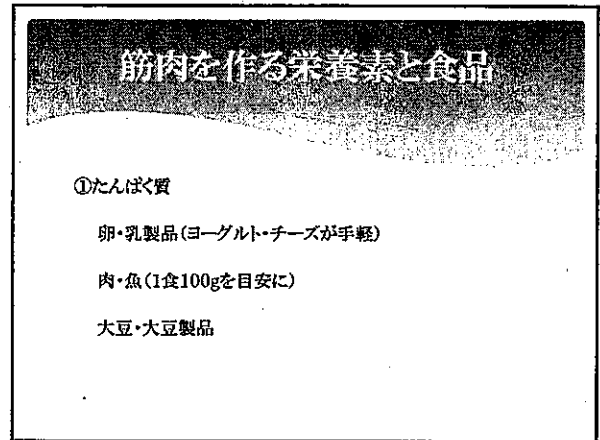 筋肉を作る栄養素と食品
①たんぱく質
卵・乳製品(ヨーグルト・チーズが手軽)
肉・魚(1食100gを目安に)
大豆・大豆製品